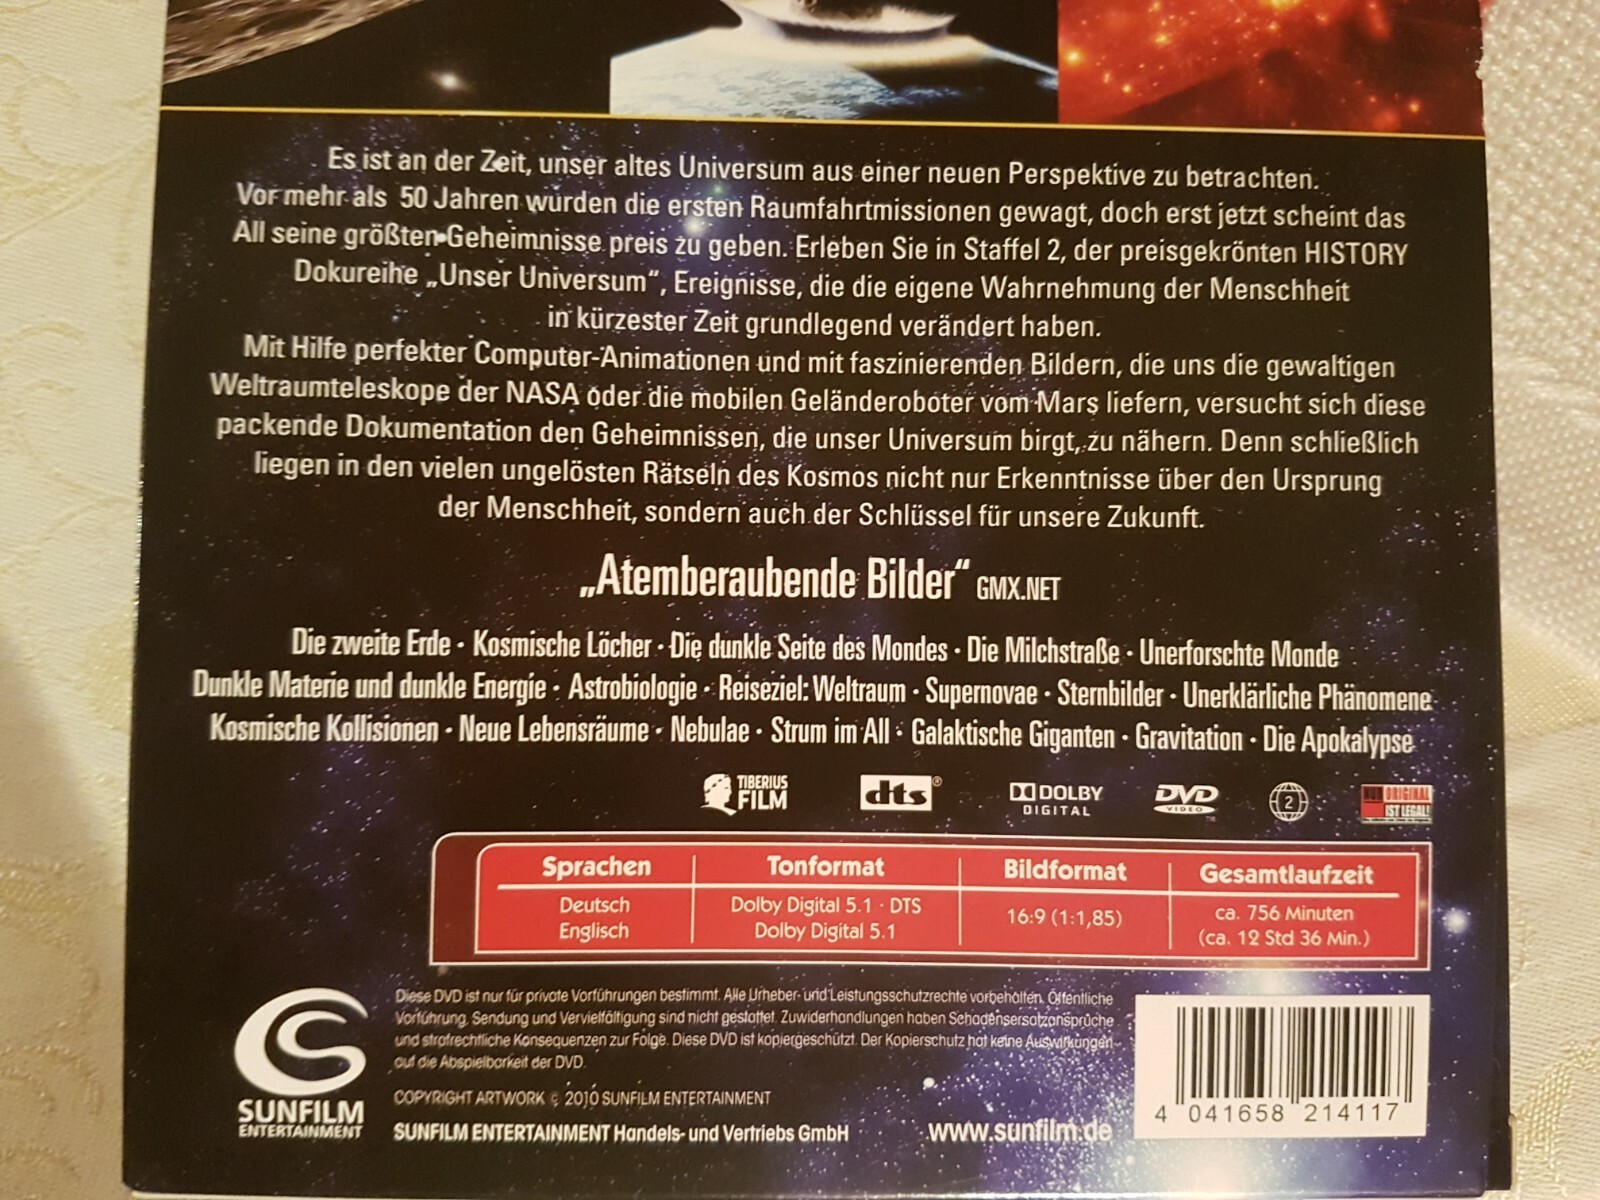 Es ist an der Zeit, unser altes Universum aus einer neuen Perspektive zu betrachten.
Vor mehr als 50 Jahren wurden die ersten Raumfahrtmissionen gewagt, doch erst jetzt scheint das
All seine größten Geheimnisse preis zu geben. Erleben Sie in Staffel 2, der preisgekrönten HISTORY
Dokureihe „Unser Universum“, Ereignisse, die die eigene Wahrnehmung der Menschheit
in kürzester Zeit grundlegend verändert haben.
Mit Hilfe perfekter Computer-Animationen und mit faszinierenden Bildern, die uns die gewaltigen
Weltraumteleskope der NASA oder die mobilen Geländeroboter vom Mars liefern, versucht sich diese
packende Dokumentation den Geheimnissen, die unser Universum birgt, zu nähern. Denn schließlich
liegen in den vielen ungelösten Rätseln des Kosmos nicht nur Erkenntnisse über den Ursprung
der Menschheit, sondern auch der Schlüssel für unsere Zukunft.
„Atemberaubende Bilder“ GMX.NET
Die zweite Erde · Kosmische Löcher · Die dunkle Seite des Mondes · Die Milchstraße · Unerforschte Monde
Dunkle Materie und dunkle Energie · Astrobiologie · Reiseziel: Weltraum · Supernovae · Sternbilder · Unerklärliche Phänomene
Kosmische Kollisionen · Neue Lebensräume · Nebulae · Strum im All · Galaktische Giganten · Gravitation · Die Apokalypse
TIBERIUS FILM dts® DOLBY DIGITAL DVD VIDEO™ 2 NUR ORIGINAL IST LEGAL!
Sprachen Tonformat Bildformat Gesamtlaufzeit
Deutsch Dolby Digital 5.1 · DTS 16:9 (1:1,85) ca. 756 Minuten
Englisch Dolby Digital 5.1 (ca. 12 Std 36 Min.)
Diese DVD ist nur für private Vorführungen bestimmt. Alle Urheber- und Leistungsschutzrechte vorbehalten. Öffentliche
Vorführung, Sendung und Vervielfältigung sind nicht gestattet. Zuwiderhandlungen haben Schadensersatzansprüche
und strafrechtliche Konsequenzen zur Folge. Diese DVD ist kopiergeschützt. Der Kopierschutz hat keine Auswirkungen
auf die Abspielbarkeit der DVD.
COPYRIGHT ARTWORK © 2010 SUNFILM ENTERTAINMENT
SUNFILM ENTERTAINMENT
SUNFILM ENTERTAINMENT Handels- und Vertriebs GmbH www.sunfilm.de
4 041658 214117